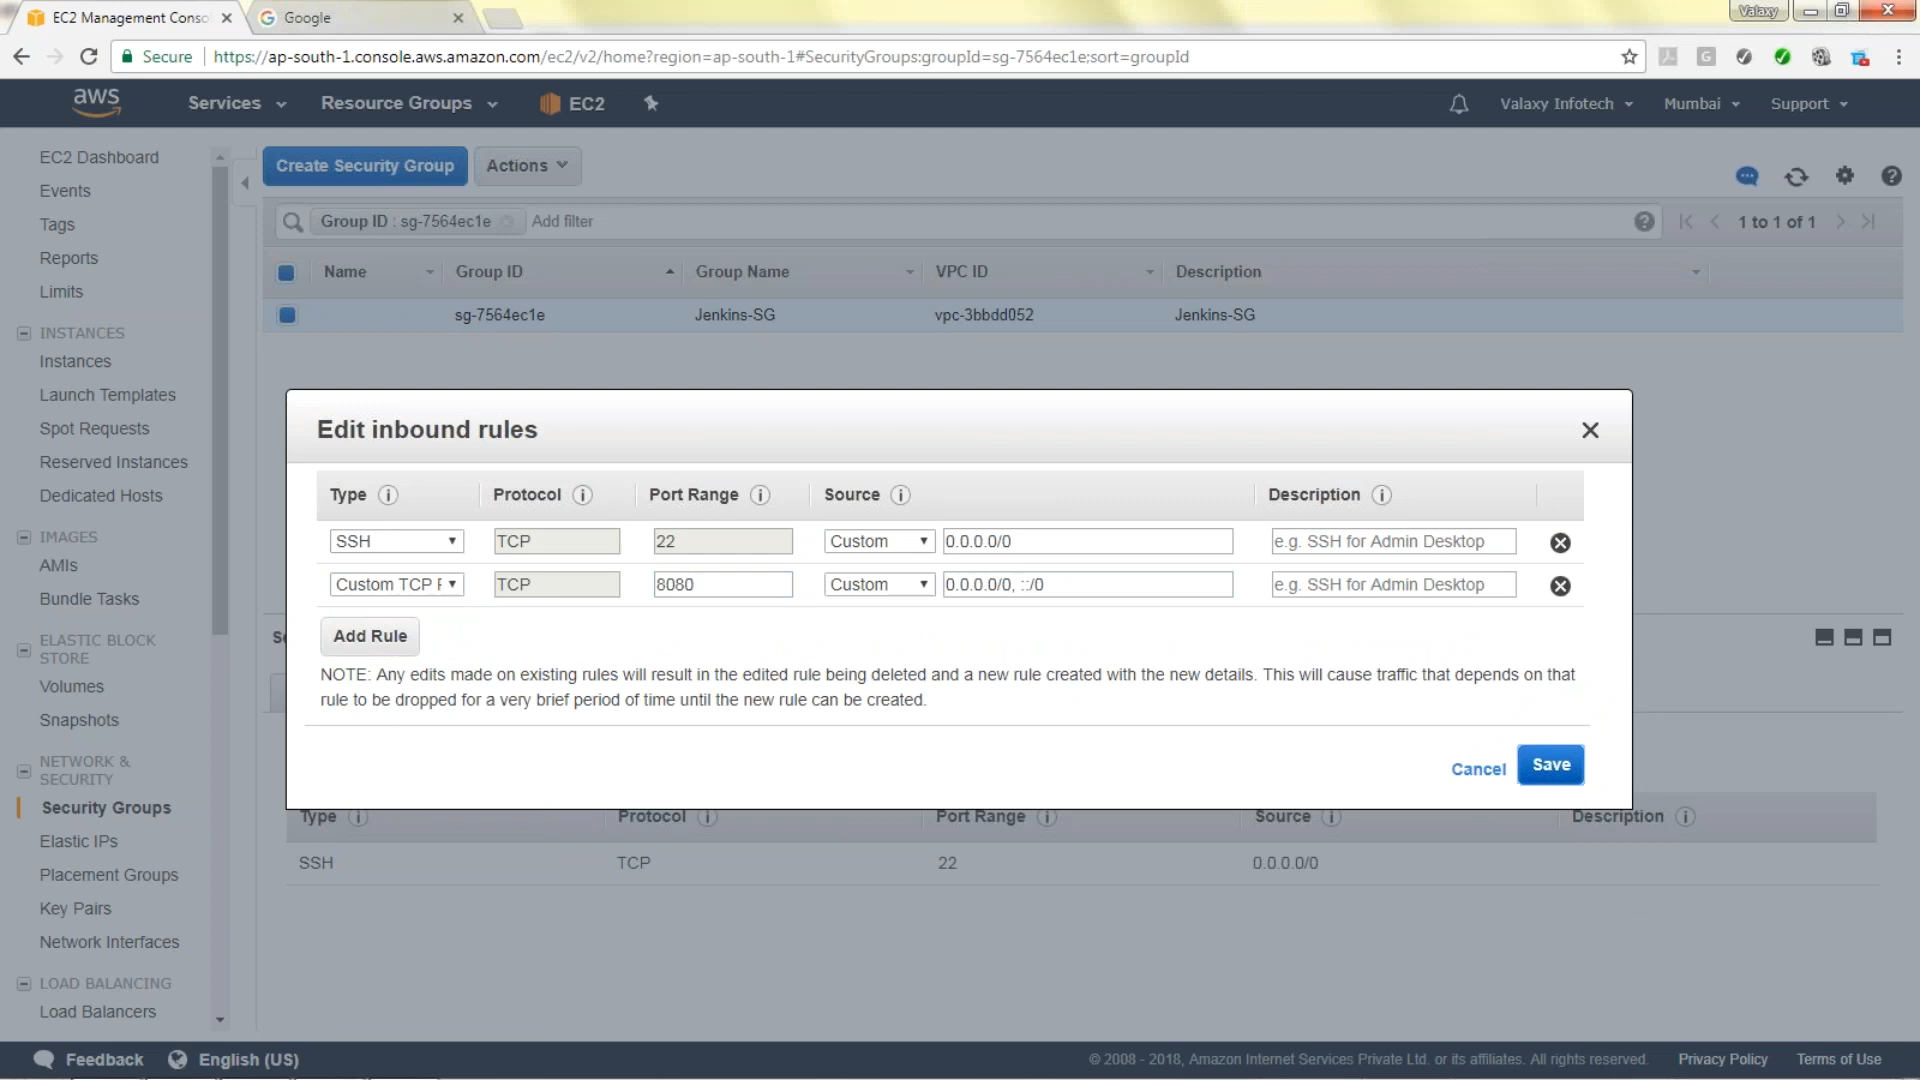 EC2 Management Conso
Google
Valaxy
Secure
https://ap-south-1.console.aws.amazon.com/ec2/v2/home?region=ap-south-1#SecurityGroups:groupId=sg-7564ec1e;sort=groupId
aws
Services
Resource Groups
EC2
Valaxy Infotech
Mumbai
Support
EC2 Dashboard
Events
Tags
Reports
Limits
INSTANCES
Instances
Launch Templates
Spot Requests
Reserved Instances
Dedicated Hosts
IMAGES
AMIs
Bundle Tasks
ELASTIC BLOCK
STORE
Volumes
Snapshots
NETWORK &
SECURITY
Security Groups
Elastic IPs
Placement Groups
Key Pairs
Network Interfaces
LOAD BALANCING
Load Balancers
Create Security Group
Actions
Group ID : sg-7564ec1e
Add filter
1 to 1 of 1
Name Group ID Group Name VPC ID Description
sg-7564ec1e Jenkins-SG vpc-3bbdd052 Jenkins-SG
Edit inbound rules
Type Protocol Port Range Source Description
SSH TCP 22 Custom 0.0.0.0/0 e.g. SSH for Admin Desktop
Custom TCP TCP 8080 Custom 0.0.0.0/0, ::/0 e.g. SSH for Admin Desktop
Add Rule
NOTE: Any edits made on existing rules will result in the edited rule being deleted and a new rule created with the new details. This will cause traffic that depends on that
rule to be dropped for a very brief period of time until the new rule can be created.
Cancel
Save
Type Protocol Port Range Source Description
SSH TCP 22 0.0.0.0/0
Feedback
English (US)
© 2008 - 2018, Amazon Internet Services Private Ltd. or its affiliates. All rights reserved.
Privacy Policy
Terms of Use